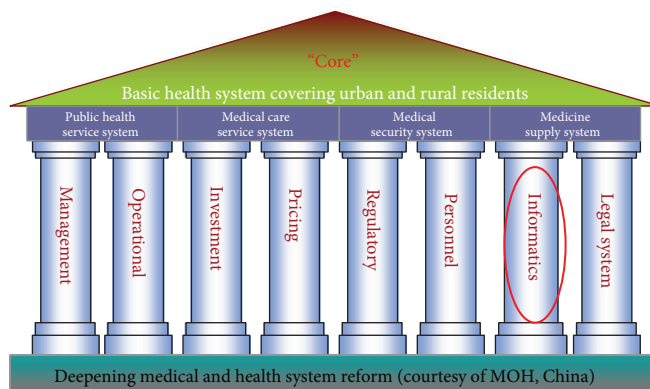 “Core”
Basic health system covering urban and rural residents
Public health
service system
Medical care
service system
Medical
security system
Medicine
supply system
Management
Operational
Investment
Pricing
Regulatory
Personnel
Informatics
Legal system
Deepening medical and health system reform (courtesy of MOH, China)